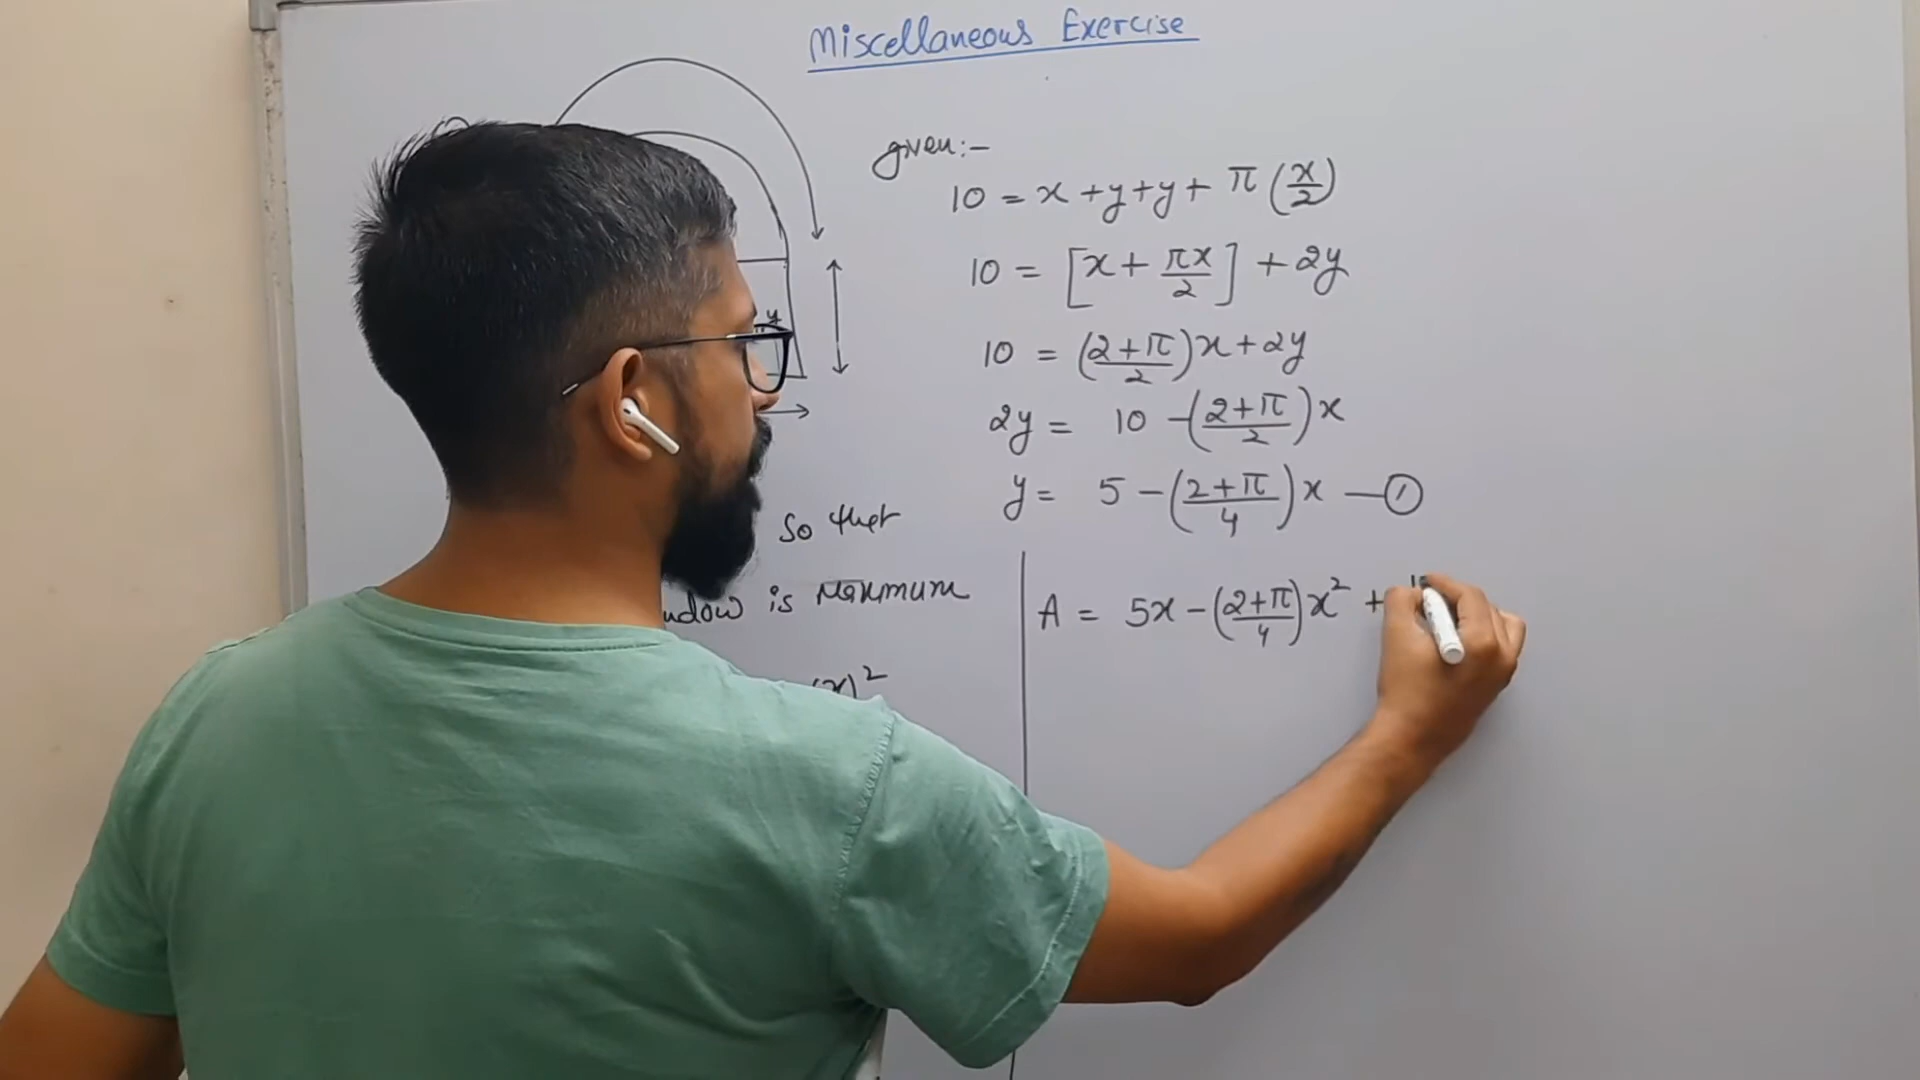 Miscellaneous Exercise
given:-
10 = x + y + y + π (x/2)
10 = [x + πx/2] + 2y
y
10 = (2+π/2)x + 2y
2y = 10 - (2+π/2)x
y = 5 - (2+π/4)x — ①
So that
is Maximum
A = 5x - (2+π/4)x² +
(x)²